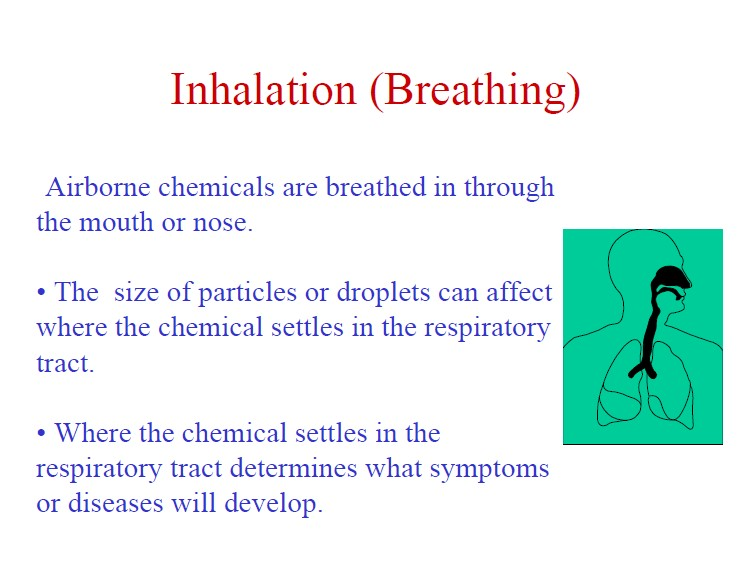 Inhalation (Breathing)
Airborne chemicals are breathed in through
the mouth or nose.
• The  size of particles or droplets can affect
where the chemical settles in the respiratory
tract.
• Where the chemical settles in the
respiratory tract determines what symptoms
or diseases will develop.